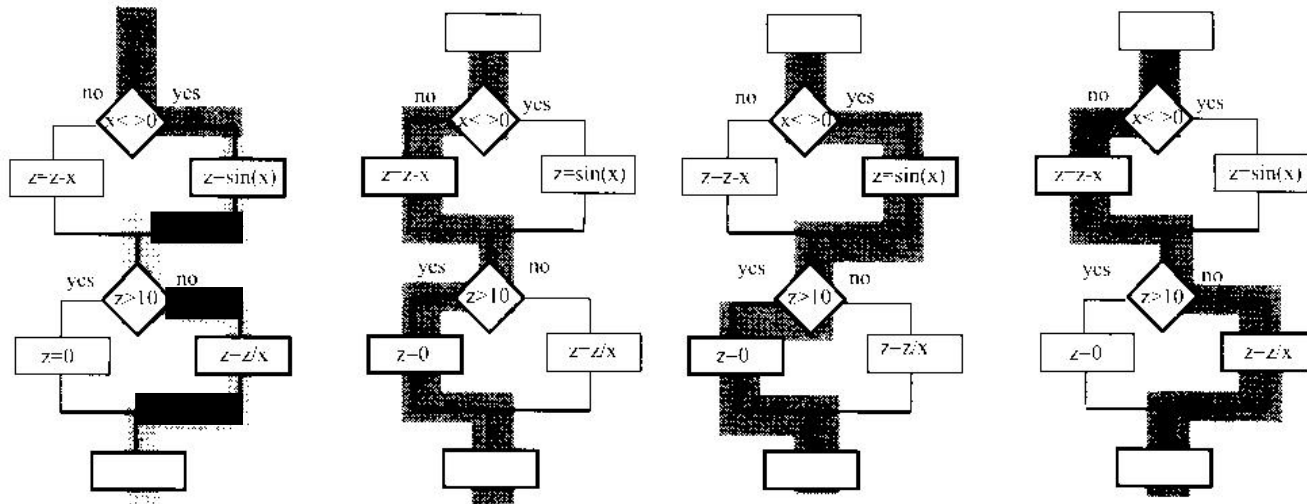 no yes
x< >0
z=z-x z=sin(x)
yes no
z>10
z=0 z=z/x
no yes
x< >0
z=z-x z=sin(x)
yes no
z>10
z=0 z=z/x
no yes
x< >0
z=z-x z=sin(x)
yes no
z>10
z=0 z=z/x
no yes
x< >0
z=z-x z=sin(x)
yes no
z>10
z=0 z=z/x